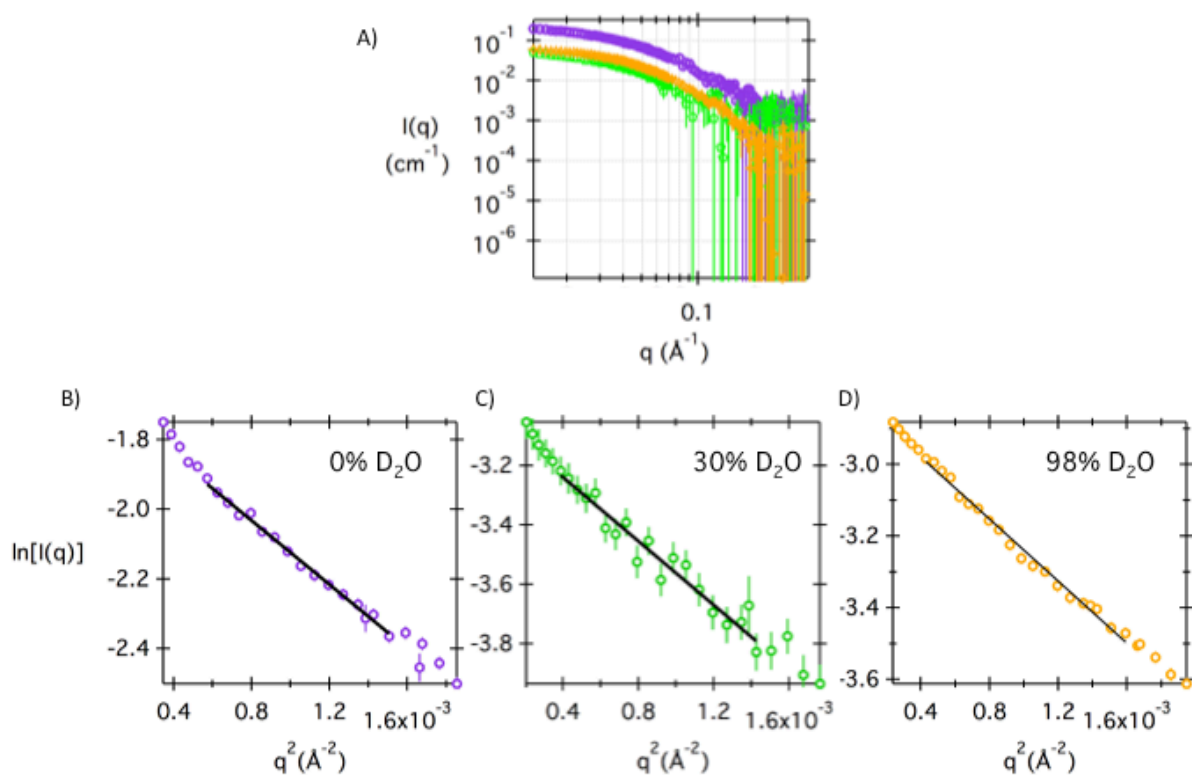 A)
10⁻¹
10⁻²
10⁻³
10⁻⁴
10⁻⁵
10⁻⁶
I(q)
(cm⁻¹)
0.1
q (Å⁻¹)
B)
-1.8
-2.0
-2.2
-2.4
ln[I(q)]
0% D₂O
0.4 0.8 1.2 1.6x10⁻³
q²(Å⁻²)
C)
-3.2
-3.4
-3.6
-3.8
30% D₂O
0.4 0.8 1.2 1.6x10⁻³
q²(Å⁻²)
D)
-3.0
-3.2
-3.4
-3.6
98% D₂O
0.4 0.8 1.2 1.6x10⁻³
q²(Å⁻²)